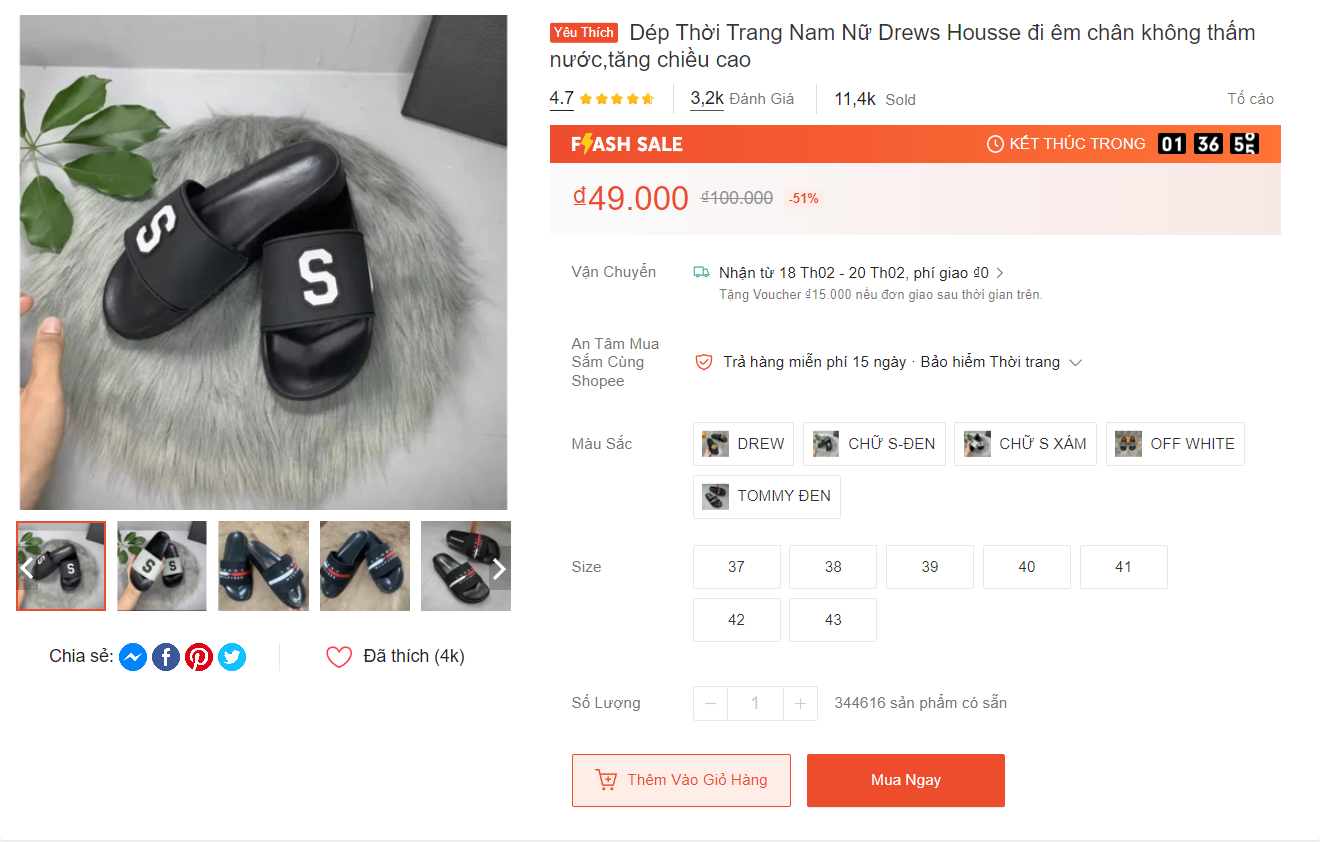 Yêu Thích Dép Thời Trang Nam Nữ Drews Housse đi êm chân không thấm
nước,tăng chiều cao
4.7 3,2k Đánh Giá 11,4k Sold Tố cáo
FLASH SALE KẾT THÚC TRONG 01 36
₫49.000 ₫100.000 -51%
Vận Chuyển Nhận từ 18 Th02 - 20 Th02, phí giao ₫0
Tặng Voucher ₫15.000 nếu đơn giao sau thời gian trên.
An Tâm Mua
Sắm Cùng
Shopee
Trả hàng miễn phí 15 ngày · Bảo hiểm Thời trang
Màu Sắc DREW CHỮ S-ĐEN CHỮ S XÁM OFF WHITE
TOMMY ĐEN
Size 37 38 39 40 41
42 43
Số Lượng 1 344616 sản phẩm có sẵn
Thêm Vào Giỏ Hàng Mua Ngay
S
S
S S
S S
Chia sẻ: Đã thích (4k)